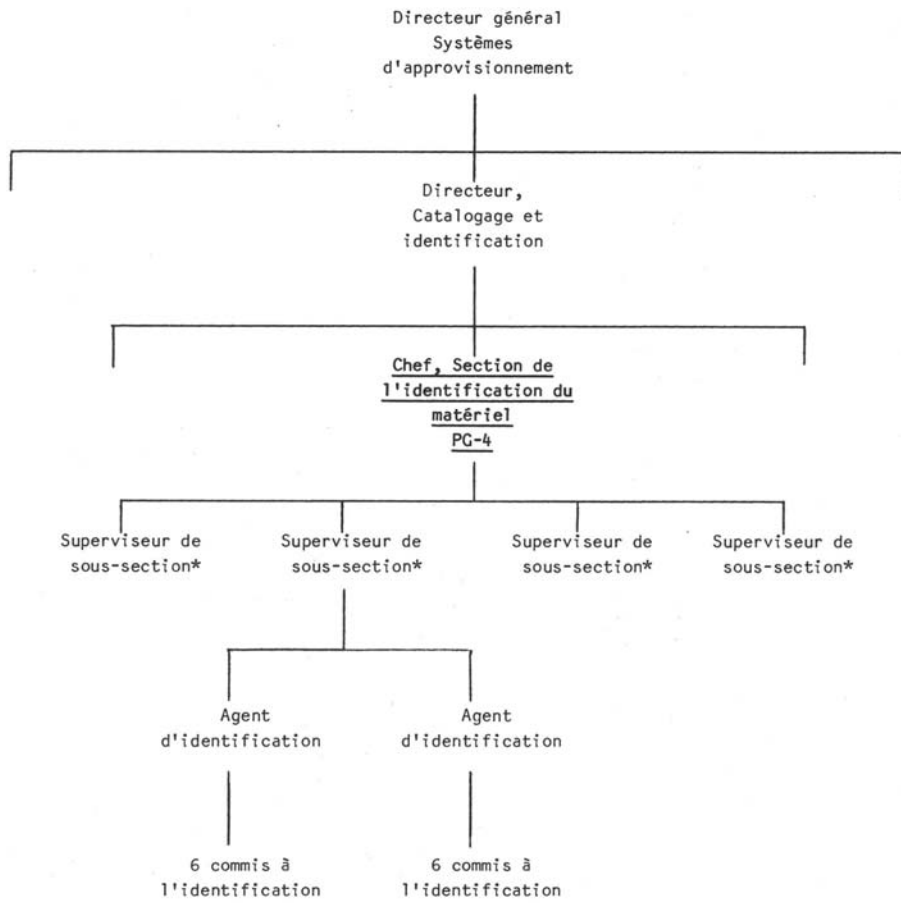 Directeur général
Systèmes
d'approvisionnement
Directeur,
Catalogage et
identification
Chef, Section de
l'identification du
matériel
PG-4
Superviseur de
sous-section*
Superviseur de
sous-section*
Superviseur de
sous-section*
Superviseur de
sous-section*
Agent
d'identification
Agent
d'identification
6 commis à
l'identification
6 commis à
l'identification